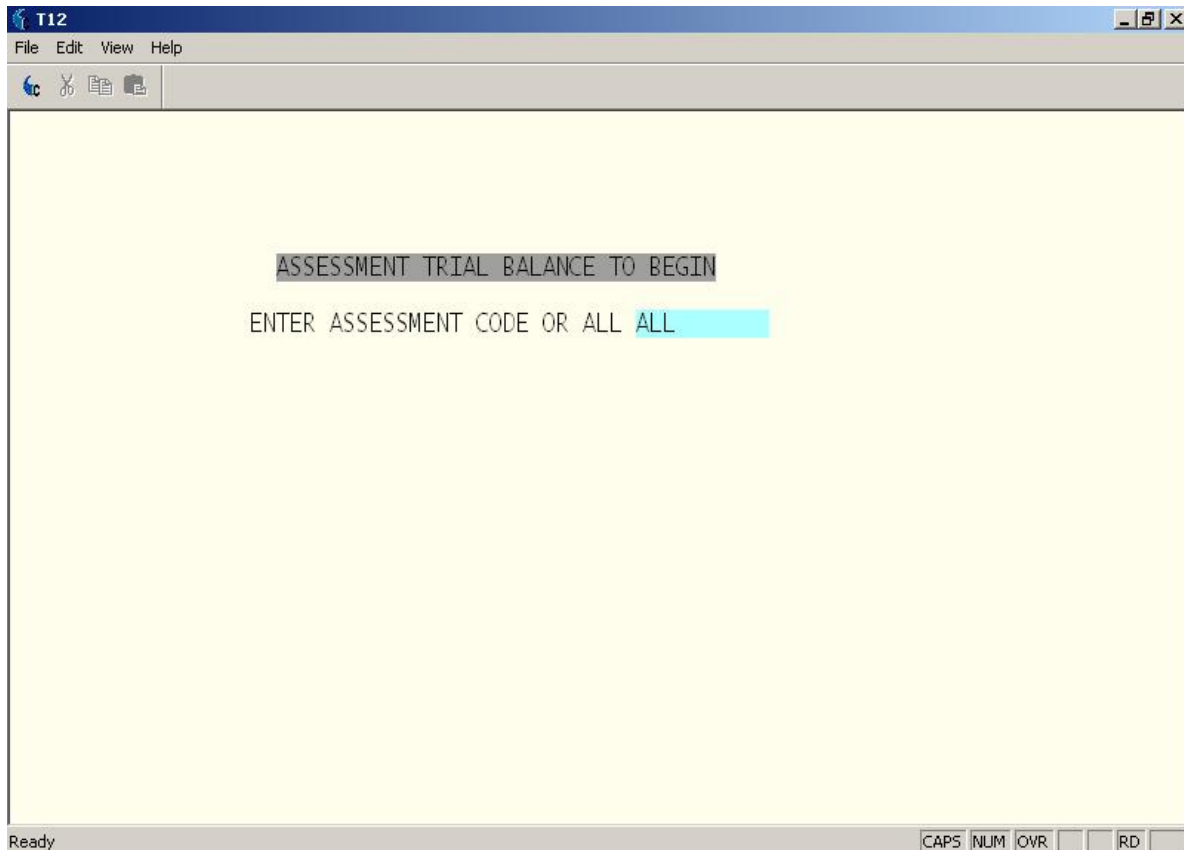 T12
File Edit View Help
ASSESSMENT TRIAL BALANCE TO BEGIN
ENTER ASSESSMENT CODE OR ALL ALL
Ready CAPS NUM OVR RD